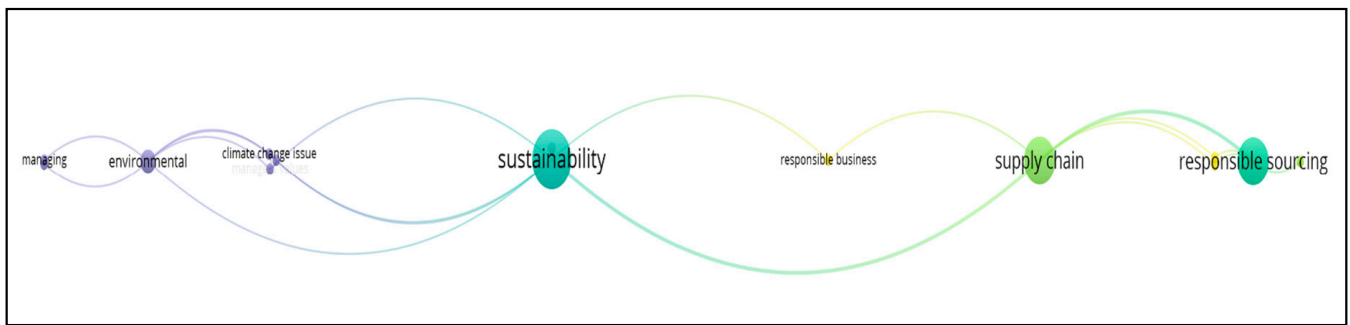 managing
environmental
climate change issue
sustainability
responsible business
supply chain
responsible sourcing